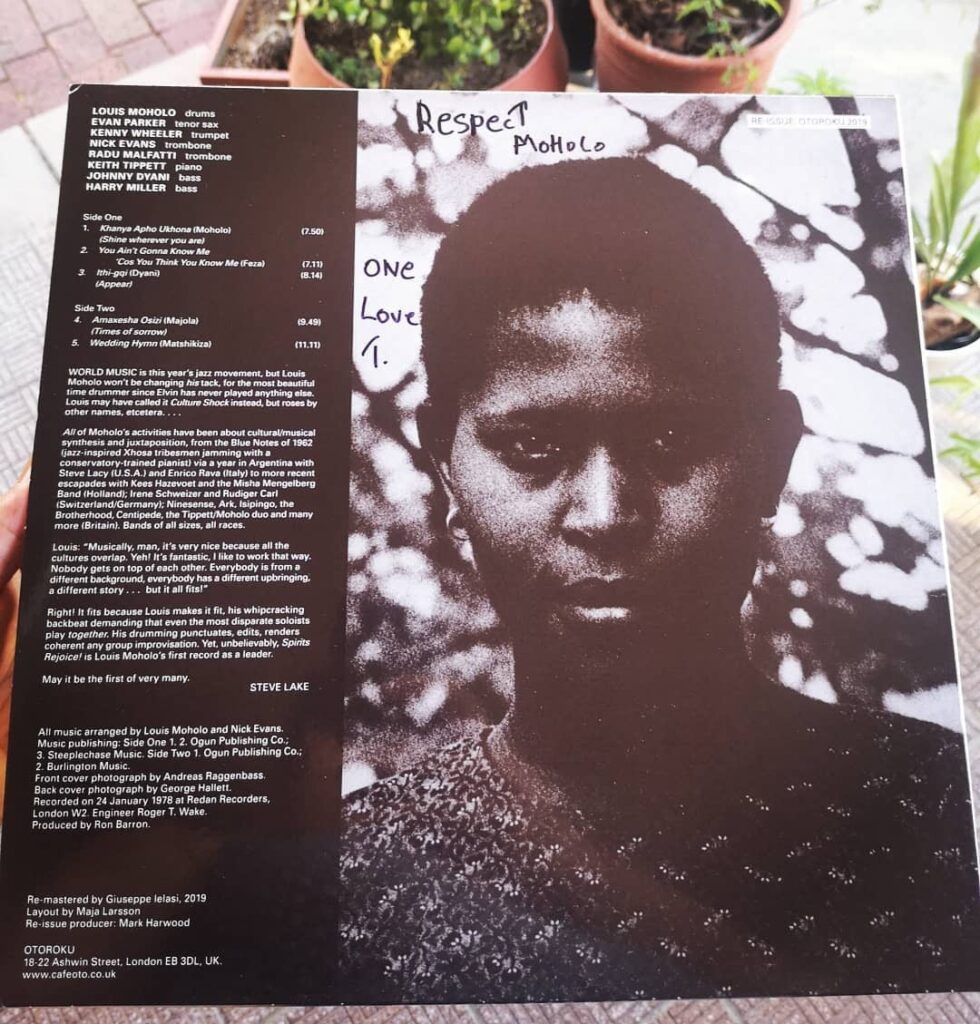 LOUIS MOHOLO drums
EVAN PARKER tenor sax
KENNY WHEELER trumpet
NICK EVANS trombone
RADU MALFATTI trombone
KEITH TIPPETT piano
JOHNNY DYANI bass
HARRY MILLER bass
Side One
1. Khanya Apho Ukhona (Moholo) (7.50)
(Shine wherever you are)
2. You Ain't Gonna Know Me
'Cos You Think You Know Me (Feza) (7.11)
3. Ithi-gqi (Dyani) (8.14)
(Appear)
Side Two
4. Amaxesha Osizi (Majola) (9.49)
(Times of sorrow)
5. Wedding Hymn (Matshikiza) (11.11)
WORLD MUSIC is this year's jazz movement, but Louis
Moholo won't be changing his tack, for the most beautiful
time drummer since Elvin has never played anything else.
Louis may have called it Culture Shock instead, but roses by
other names, etcetera. . . .
All of Moholo's activities have been about cultural/musical
synthesis and juxtaposition, from the Blue Notes of 1962
(jazz-inspired Xhosa tribesmen jamming with a
conservatory-trained pianist) via a year in Argentina with
Steve Lacy (U.S.A.) and Enrico Rava (Italy) to more recent
escapades with Kees Hazevoet and the Misha Mengelberg
Band (Holland); Irene Schweizer and Rudiger Carl
(Switzerland/Germany); Ninesense, Ark, Isipingo, the
Brotherhood, Centipede, the Tippett/Moholo duo and many
more (Britain). Bands of all sizes, all races.
Louis: "Musically, man, it's very nice because all the
cultures overlap. Yeh! It's fantastic, I like to work that way.
Nobody gets on top of each other. Everybody is from a
different background, everybody has a different upbringing,
a different story . . . but it all fits!"
Right! It fits because Louis makes it fit, his whipcracking
backbeat demanding that even the most disparate soloists
play together. His drumming punctuates, edits, renders
coherent any group improvisation. Yet, unbelievably, Spirits
Rejoice! is Louis Moholo's first record as a leader.
May it be the first of very many.
STEVE LAKE
All music arranged by Louis Moholo and Nick Evans.
Music publishing: Side One 1. 2. Ogun Publishing Co.;
3. Steeplechase Music. Side Two 1. Ogun Publishing Co.;
2. Burlington Music.
Front cover photograph by Andreas Raggenbass.
Back cover photograph by George Hallett.
Recorded on 24 January 1978 at Redan Recorders,
London W2. Engineer Roger T. Wake.
Produced by Ron Barron.
Re-mastered by Giuseppe Ielasi, 2019
Layout by Maja Larsson
Re-issue producer: Mark Harwood
OTOROKU
18-22 Ashwin Street, London E8 3DL, UK.
www.cafeoto.co.uk
Respect
MoHoLo
ONe
Love
T.
RE-ISSUE: OTOROKU 2019